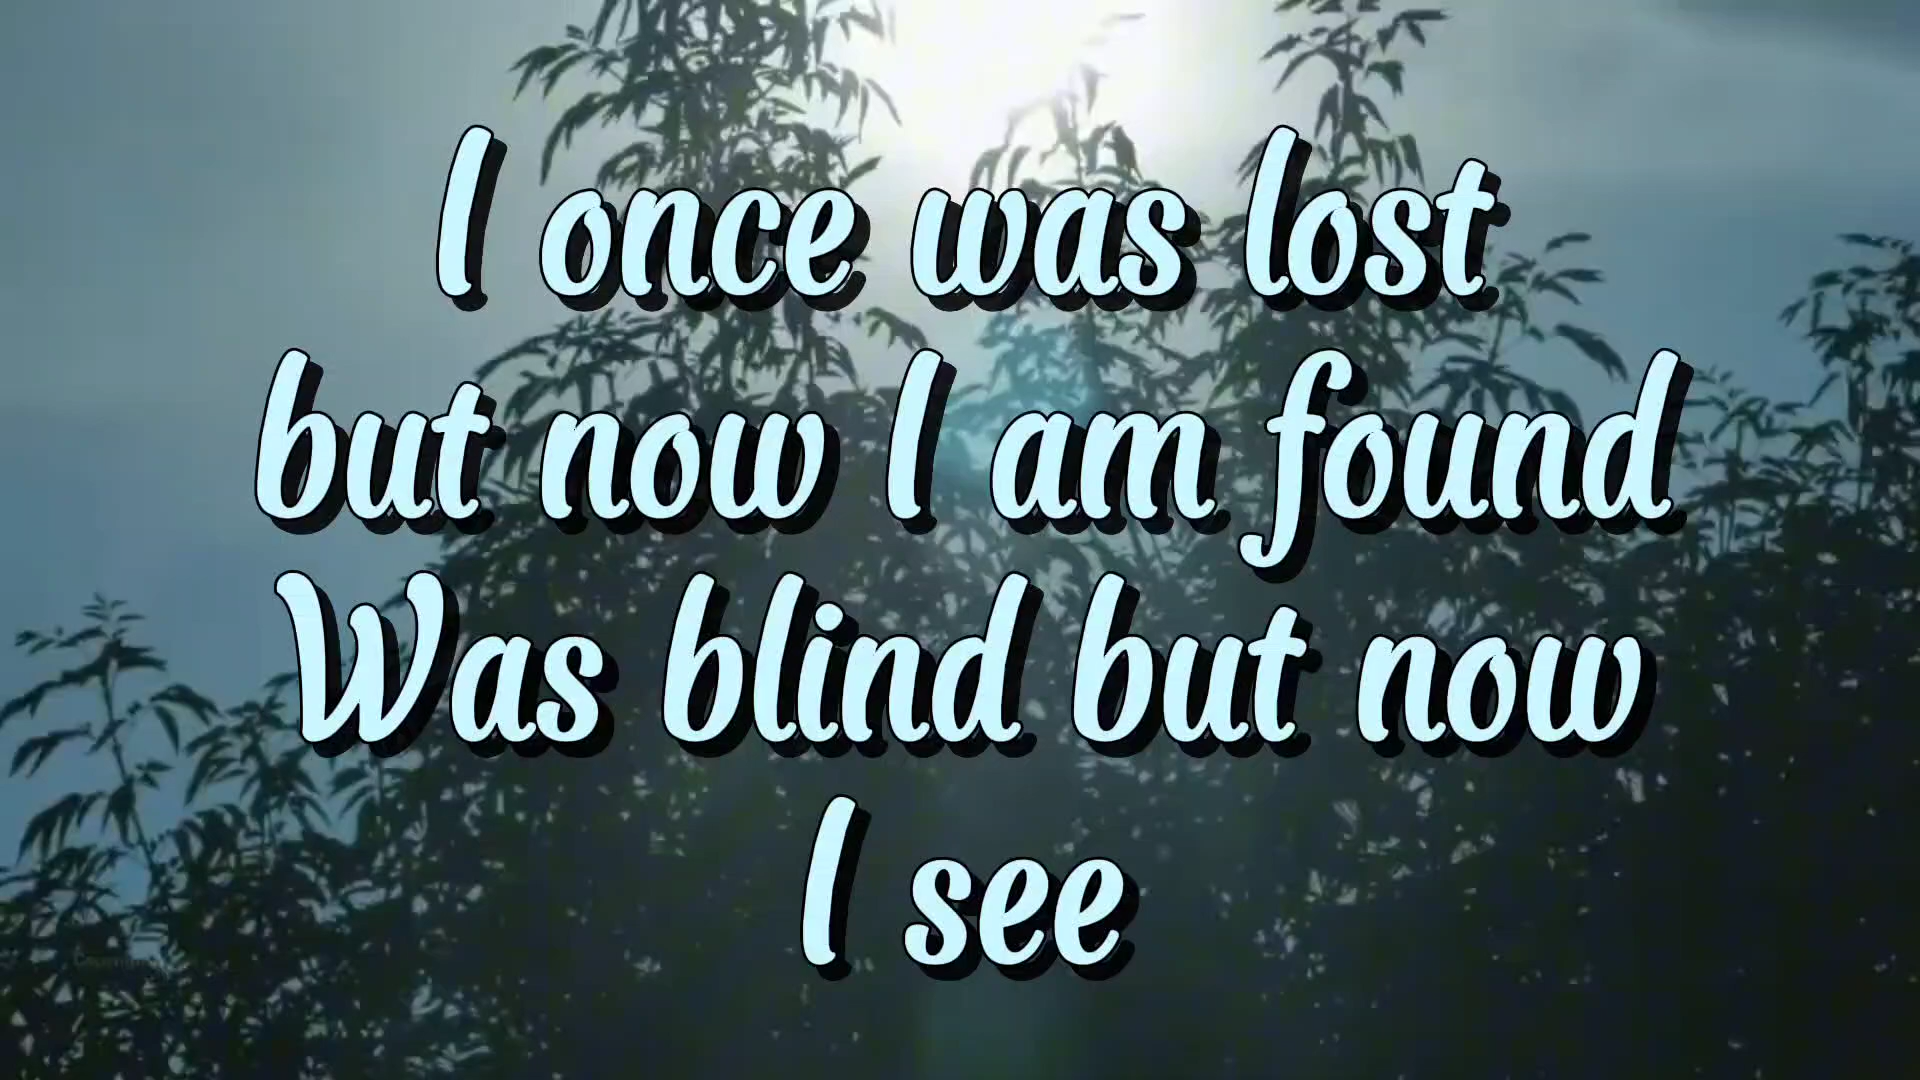 I once was lost
but now I am found
Was blind but now
I see